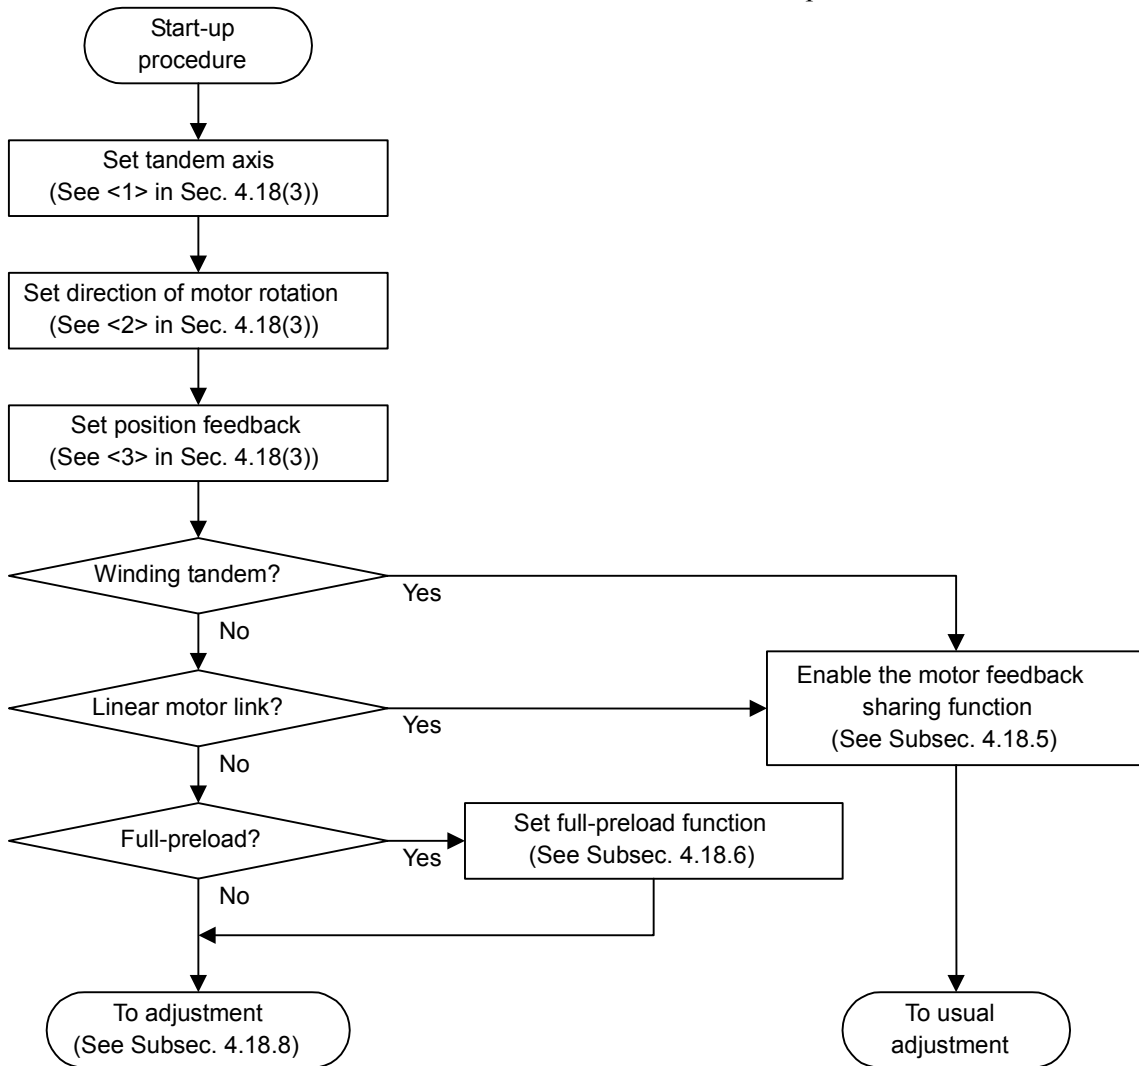 Start-up
procedure
Set tandem axis
(See <1> in Sec. 4.18(3))
Set direction of motor rotation
(See <2> in Sec. 4.18(3))
Set position feedback
(See <3> in Sec. 4.18(3))
Winding tandem?
Yes
No
Linear motor link?
Yes
No
Enable the motor feedback
sharing function
(See Subsec. 4.18.5)
Full-preload?
Yes
No
Set full-preload function
(See Subsec. 4.18.6)
To adjustment
(See Subsec. 4.18.8)
To usual
adjustment